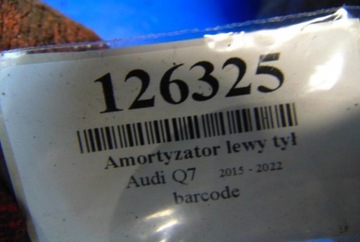 126325
Amortyzator lewy tył
Audi Q7 2015 - 2022
barcode